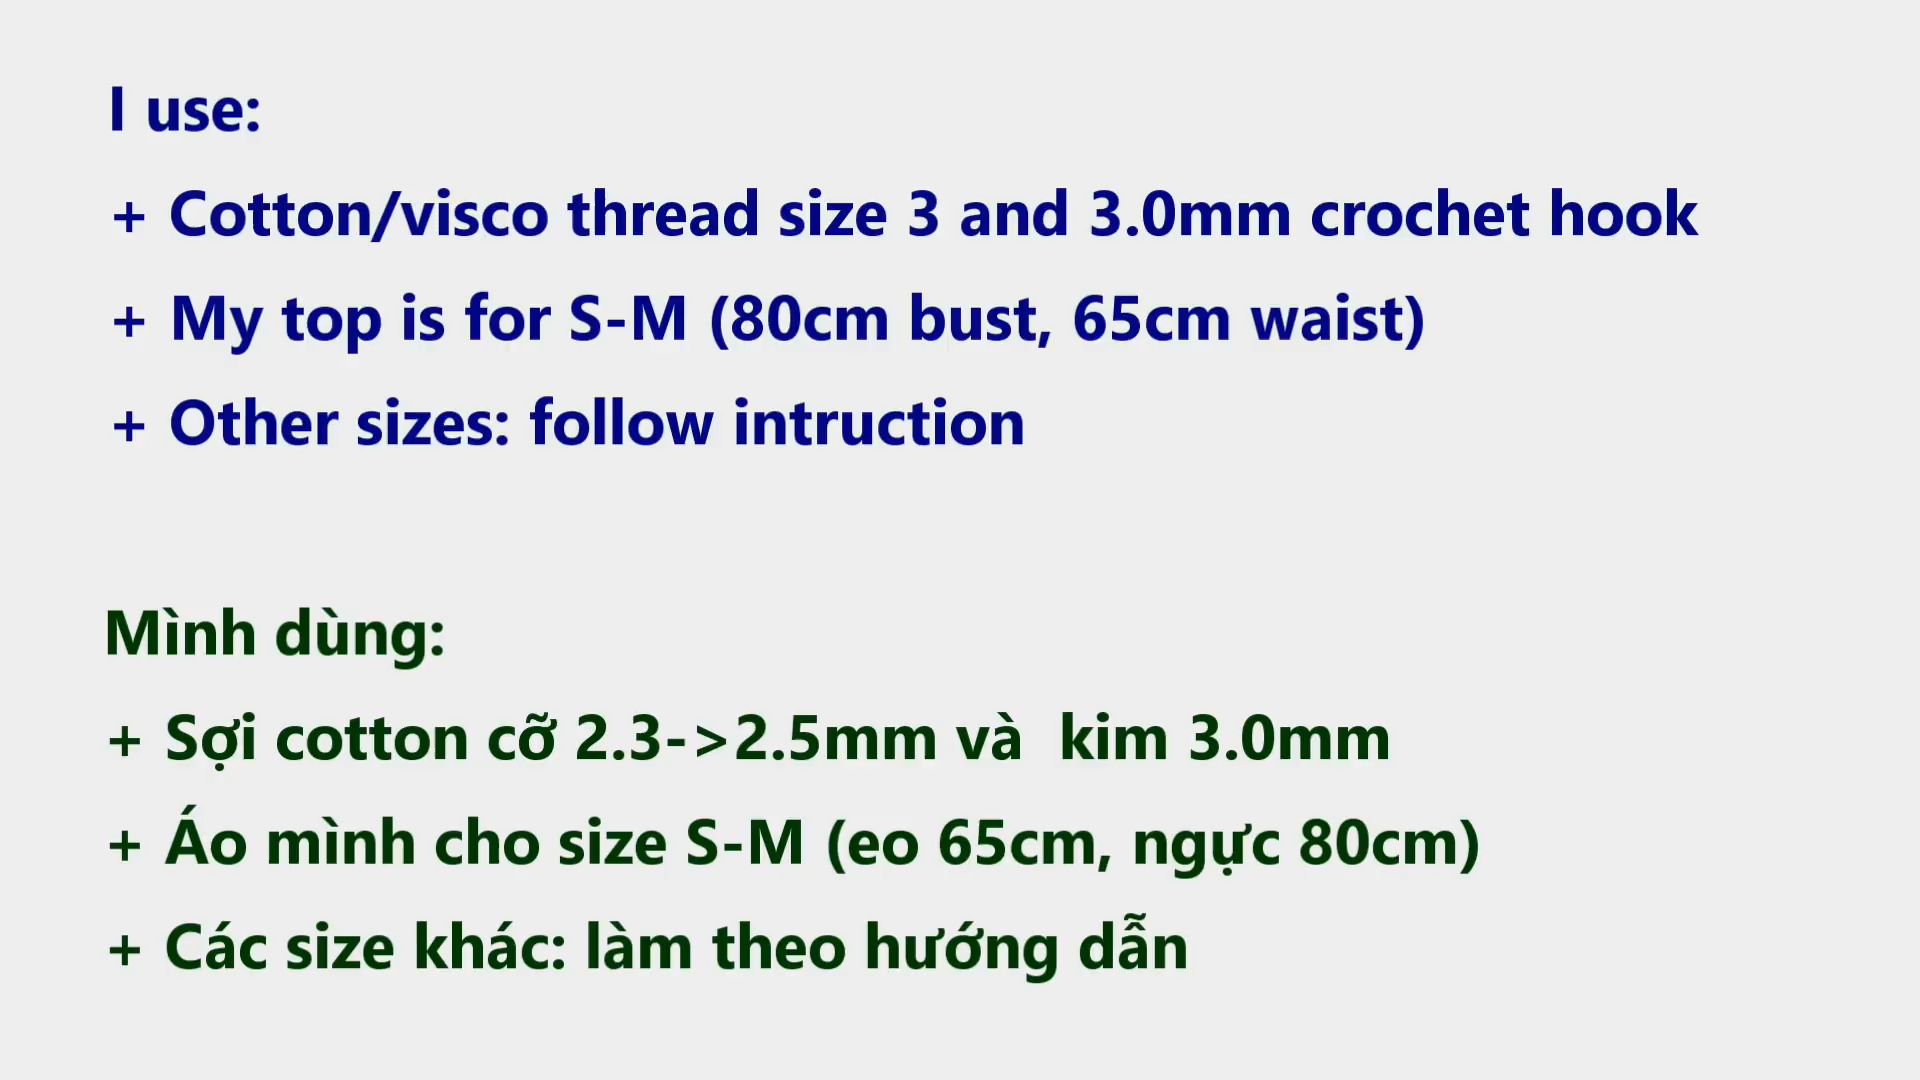 I use:
+ Cotton/visco thread size 3 and 3.0mm crochet hook
+ My top is for S-M (80cm bust, 65cm waist)
+ Other sizes: follow intruction
Mình dùng:
+ Sợi cotton cỡ 2.3->2.5mm và  kim 3.0mm
+ Áo mình cho size S-M (eo 65cm, ngực 80cm)
+ Các size khác: làm theo hướng dẫn